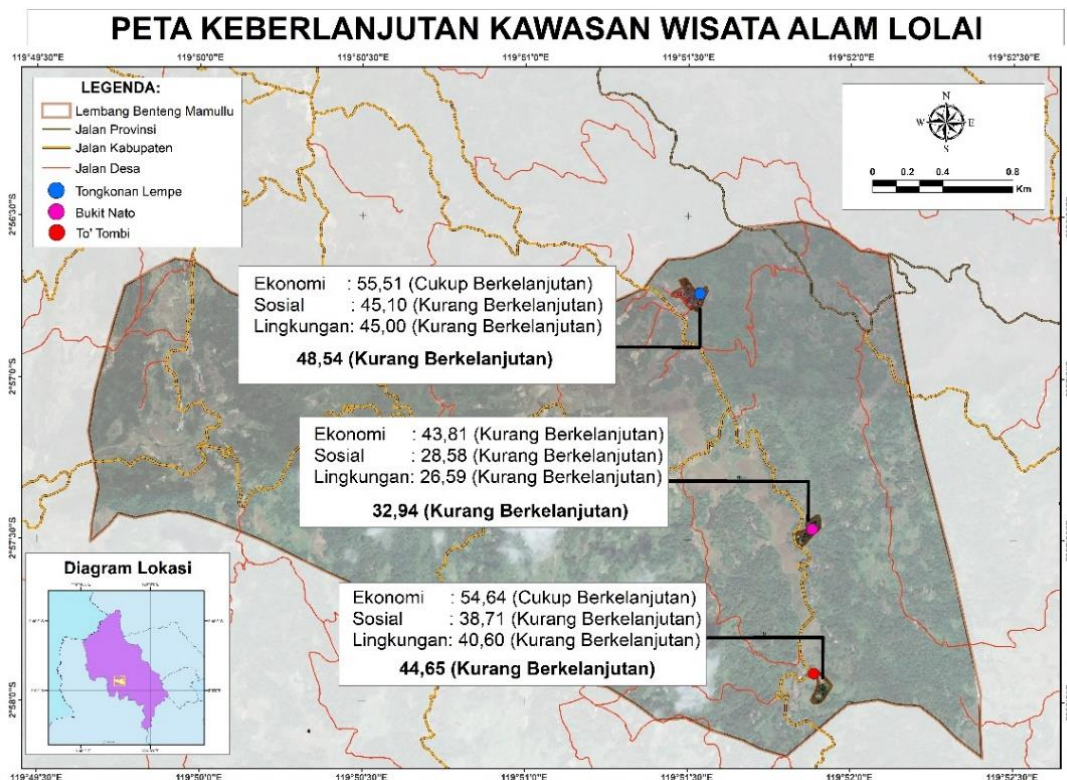 PETA KEBERLANJUTAN KAWASAN WISATA ALAM LOLAI
119°49'30"E 119°50'0"E 119°50'30"E 119°51'0"E 119°51'30"E 119°52'0"E 119°52'30"E
LEGENDA:
Lembang Benteng Mamullu
Jalan Provinsi
Jalan Kabupaten
Jalan Desa
Tongkonan Lempe
Bukit Nato
To' Tombi
N
W E
S
0 0.2 0.4 0.8
Km
2°56'30"S
2°57'0"S
2°57'30"S
2°58'0"S
Ekonomi : 55,51 (Cukup Berkelanjutan)
Sosial : 45,10 (Kurang Berkelanjutan)
Lingkungan: 45,00 (Kurang Berkelanjutan)
48,54 (Kurang Berkelanjutan)
Ekonomi : 43,81 (Kurang Berkelanjutan)
Sosial : 28,58 (Kurang Berkelanjutan)
Lingkungan: 26,59 (Kurang Berkelanjutan)
32,94 (Kurang Berkelanjutan)
Ekonomi : 54,64 (Cukup Berkelanjutan)
Sosial : 38,71 (Kurang Berkelanjutan)
Lingkungan: 40,60 (Kurang Berkelanjutan)
44,65 (Kurang Berkelanjutan)
Diagram Lokasi
119°49'30"E 119°50'0"E 119°50'30"E 119°51'0"E 119°51'30"E 119°52'0"E 119°52'30"E